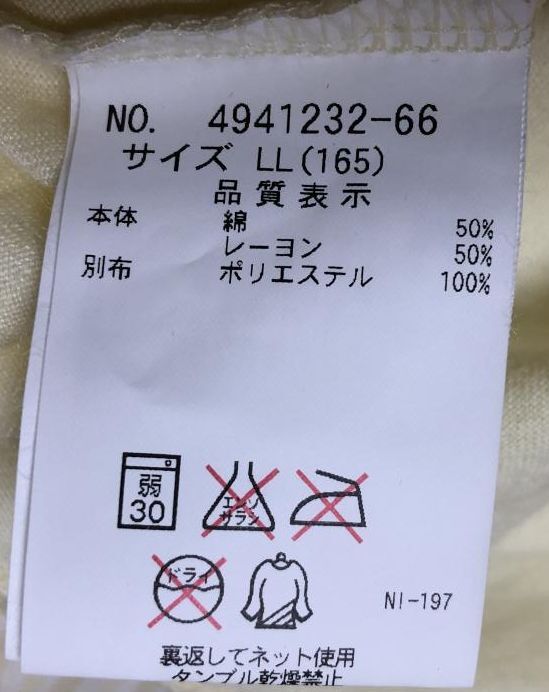 NO. 4941232-66
サイズ LL(165)
品質表示
本体 綿 50%
レーヨン 50%
別布 ポリエステル 100%
弱
30
エンソ
サラシ
ドライ
NI-197
裏返してネット使用
タンブル乾燥禁止